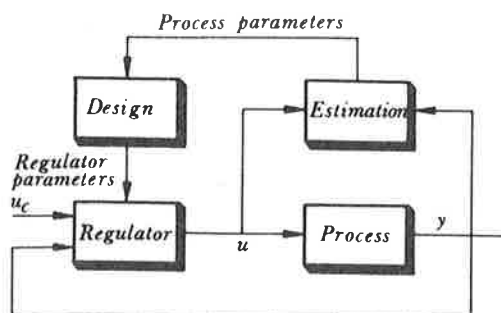 Process parameters
Design
Estimation
Regulator
parameters
u_c
Regulator
u
Process
y